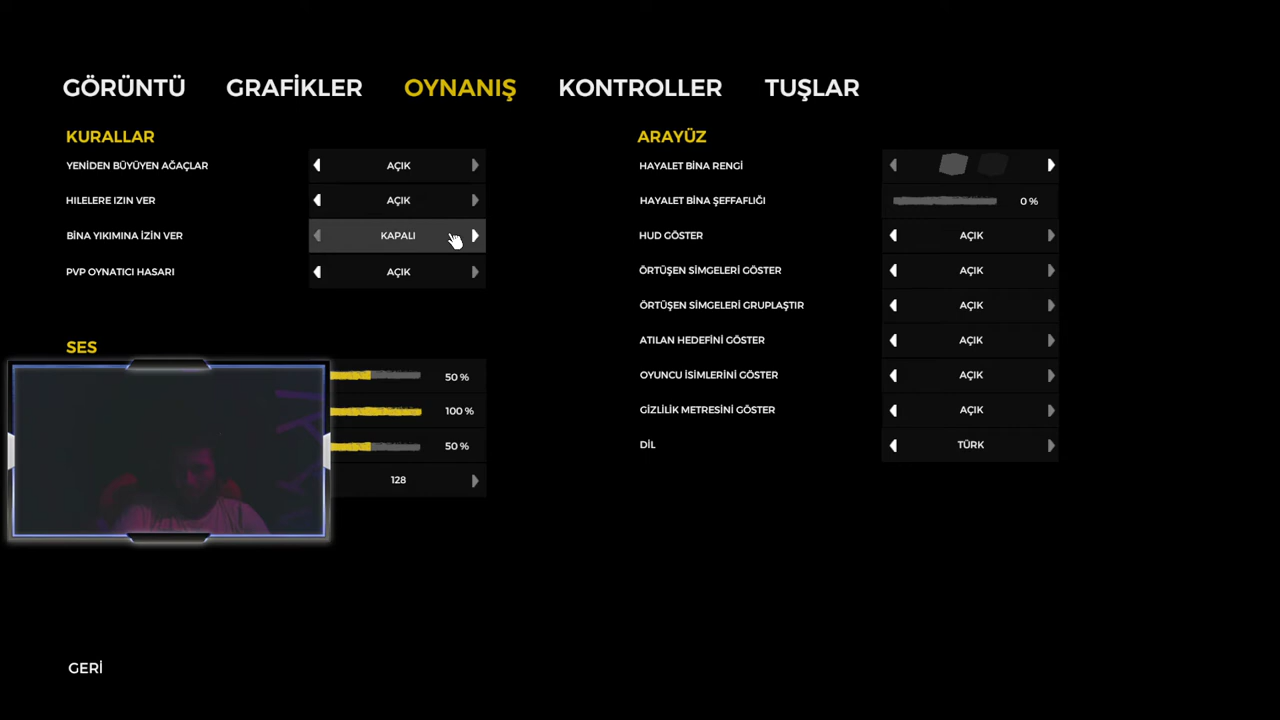 GÖRÜNTÜ GRAFİKLER OYNANIŞ KONTROLLER TUŞLAR
KURALLAR
YENİDEN BÜYÜYEN AĞAÇLAR AÇIK
HILELERE IZIN VER AÇIK
BİNA YIKIMINA İZİN VER KAPALI
PVP OYNATICI HASARI AÇIK
SES
50 %
100 %
50 %
128
ARAYÜZ
HAYALET BİNA RENGİ
HAYALET BİNA ŞEFFAFLIĞI 0 %
HUD GÖSTER AÇIK
ÖRTÜŞEN SİMGELERİ GÖSTER AÇIK
ÖRTÜŞEN SİMGELERİ GRUPLAŞTIR AÇIK
ATILAN HEDEFİNİ GÖSTER AÇIK
OYUNCU İSİMLERİNİ GÖSTER AÇIK
GİZLİLİK METRESİNİ GÖSTER AÇIK
DİL TÜRK
GERİ